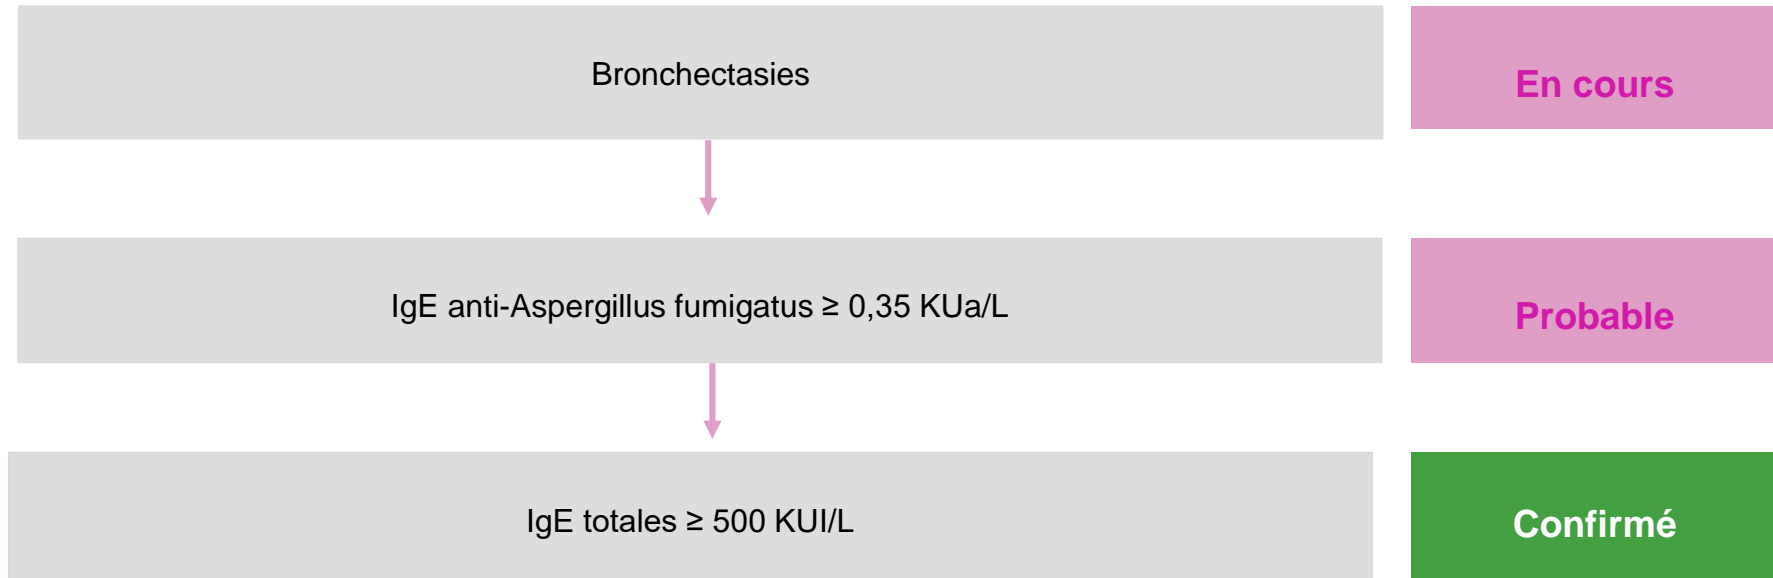 Bronchectasies
En cours
IgE anti-Aspergillus fumigatus ≥ 0,35 KUa/L
Probable
IgE totales ≥ 500 KUI/L
Confirmé